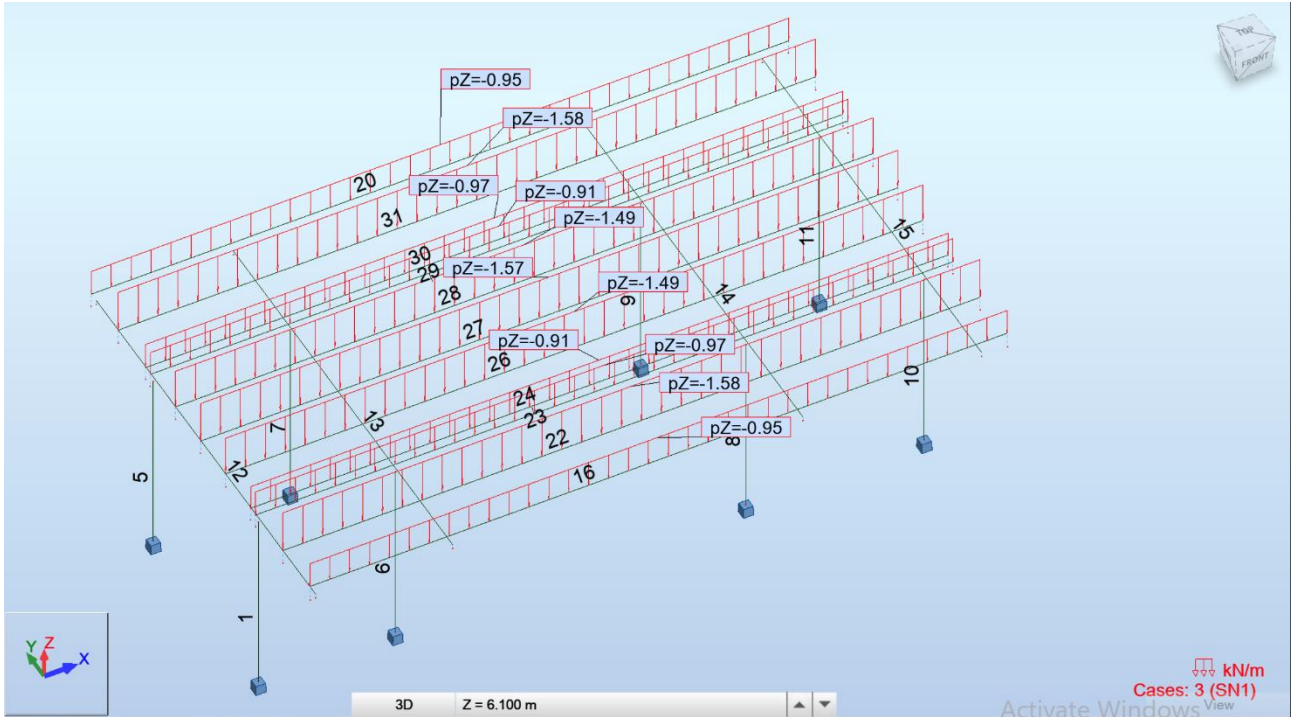 TOP
FRONT
pZ=-0.95
pZ=-1.58
20
pZ=-0.97
pZ=-0.91
31
pZ=-1.49
15
11
30
29
pZ=-1.57
28
pZ=-1.49
9
14
27
pZ=-0.91
pZ=-0.97
26
10
pZ=-1.58
24
23
pZ=-0.95
7
13
22
8
12
5
16
6
1
Y Z X
kN/m
Cases: 3 (SN1)
3D Z = 6.100 m View
Activate Windows